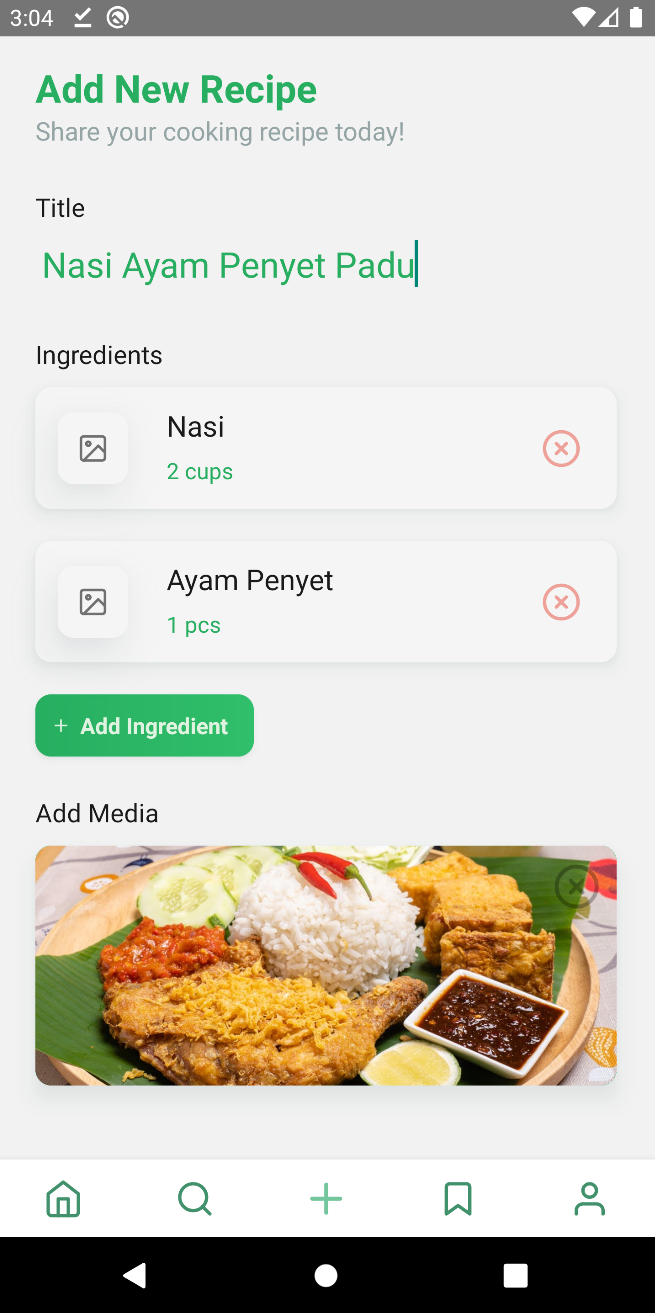 3:04
Add New Recipe
Share your cooking recipe today!
Title
Nasi Ayam Penyet Padu
Ingredients
Nasi
2 cups
Ayam Penyet
1 pcs
+ Add Ingredient
Add Media